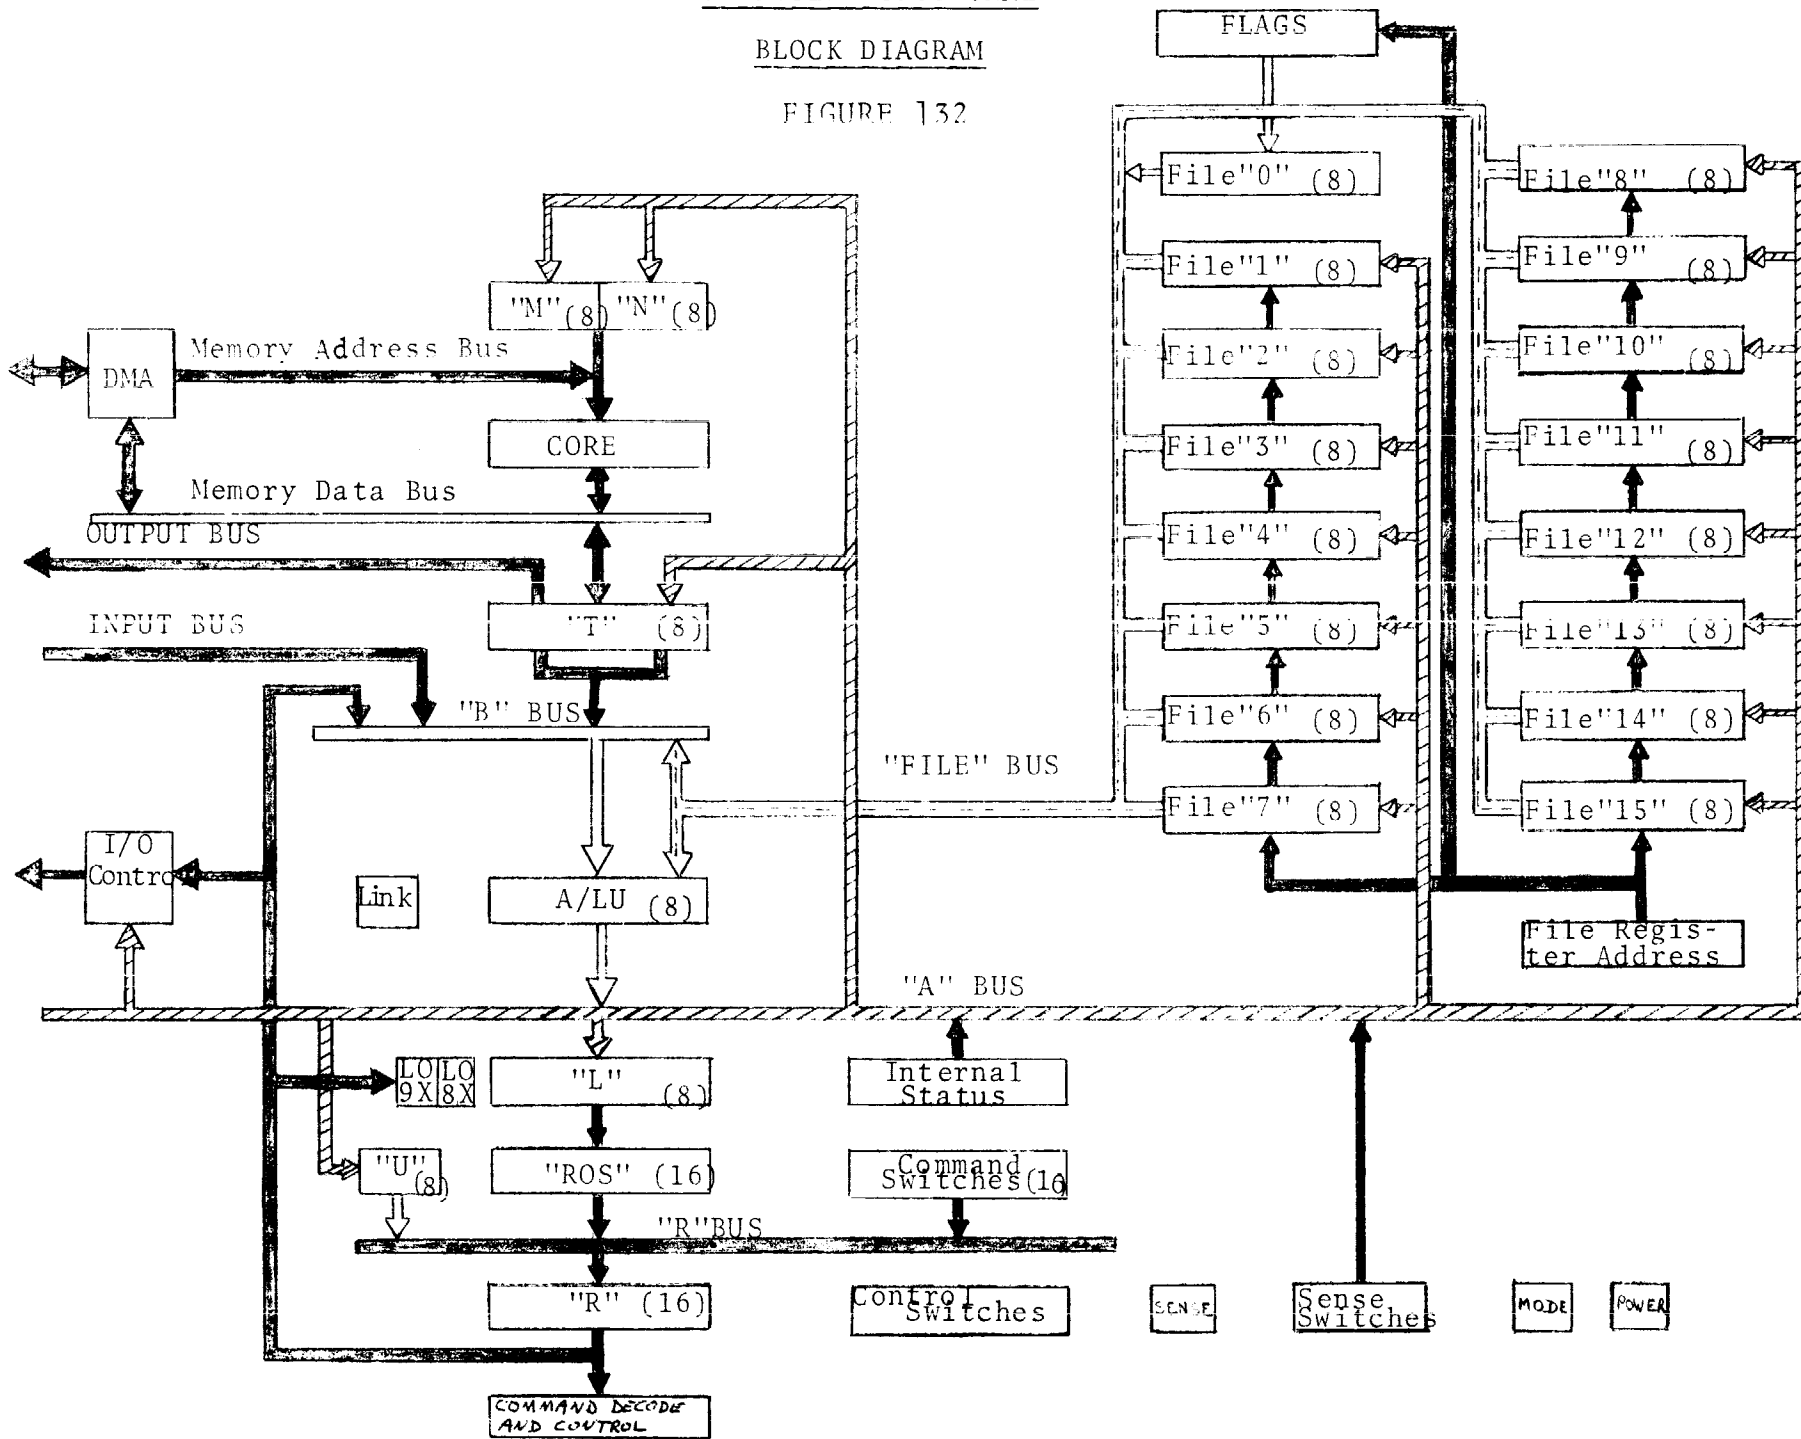 BLOCK DIAGRAM
FIGURE 132
FLAGS
File"0" (8)
File"1" (8)
File"2" (8)
File"3" (8)
File"4" (8)
File"5" (8)
File"6" (8)
File"7" (8)
File"8" (8)
File"9" (8)
File"10" (8)
File"11" (8)
File"12" (8)
File"13" (8)
File"14" (8)
File"15" (8)
File Regis-
ter Address
"M" (8)
"N" (8)
Memory Address Bus
DMA
CORE
Memory Data Bus
OUTPUT BUS
"T" (8)
INPUT BUS
"B" BUS
"FILE" BUS
I/O
Contro
Link
A/LU (8)
"A" BUS
LO
9X
LO
8X
"L"
(8)
Internal
Status
"U"
(8)
"ROS" (16)
Command
Switches(16
"R"BUS
"R" (16)
Control
Switches
SENSE
Sense
Switches
MODE
POWER
COMMAND DECODE
AND CONTROL